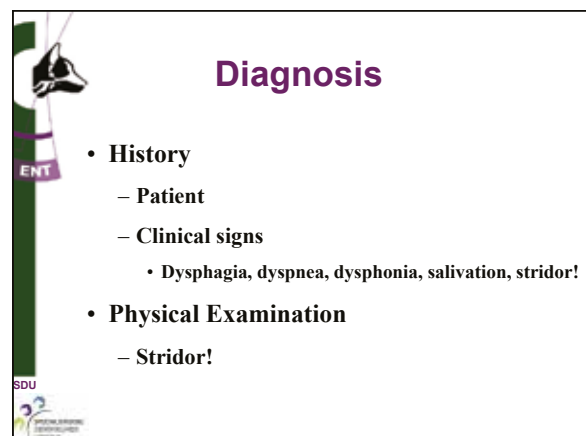 Diagnosis
• History
– Patient
– Clinical signs
• Dysphagia, dyspnea, dysphonia, salivation, stridor!
• Physical Examination
– Stridor!
ENT
SDU